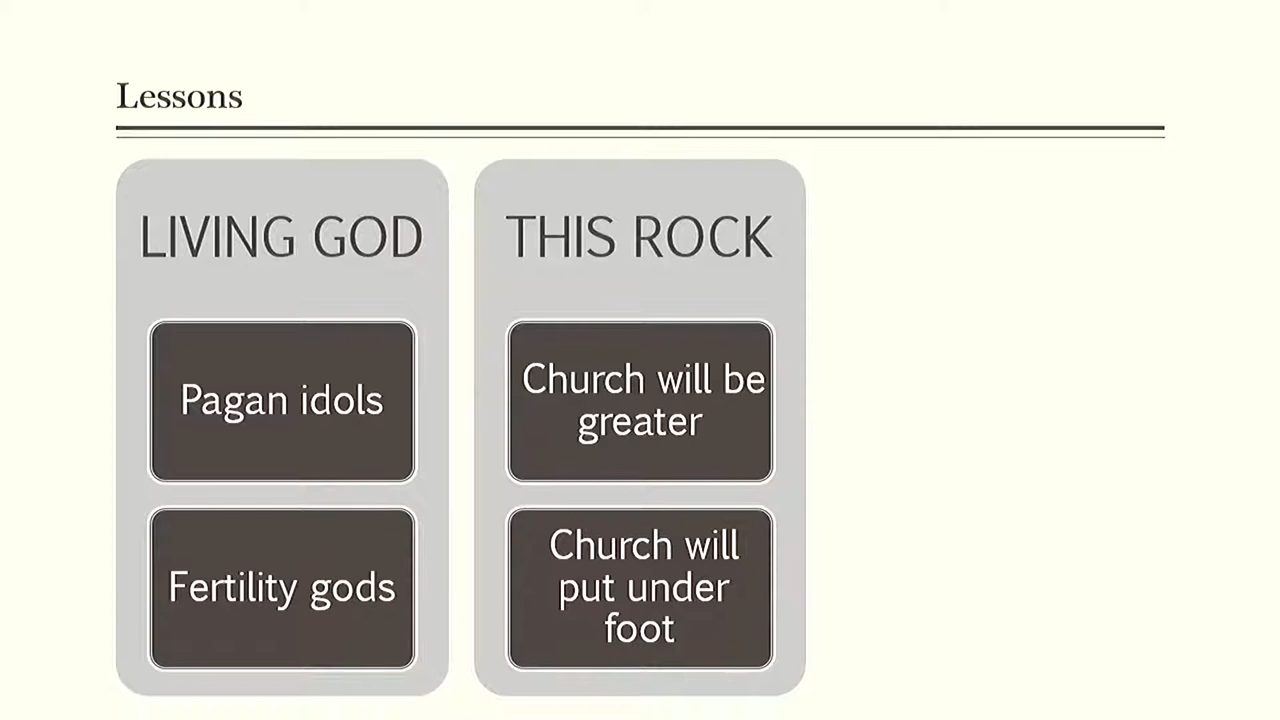 Lessons
LIVING GOD
Pagan idols
Fertility gods
THIS ROCK
Church will be
greater
Church will
put under
foot